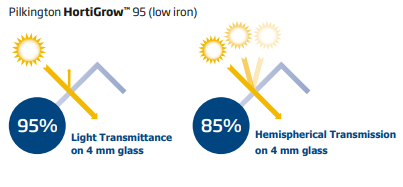 Pilkington HortiGrow™ 95 (low iron)
95%
Light Transmittance
on 4 mm glass
85%
Hemispherical Transmission
on 4 mm glass